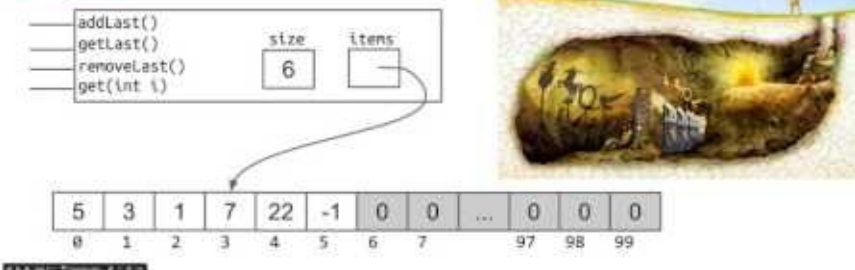 addLast()
getLast()
removeLast()
get(int i)
size
items
6
5 3 1 7 22 -1 0 0 ... 0 0 0
0 1 2 3 4 5 6 7 97 98 99